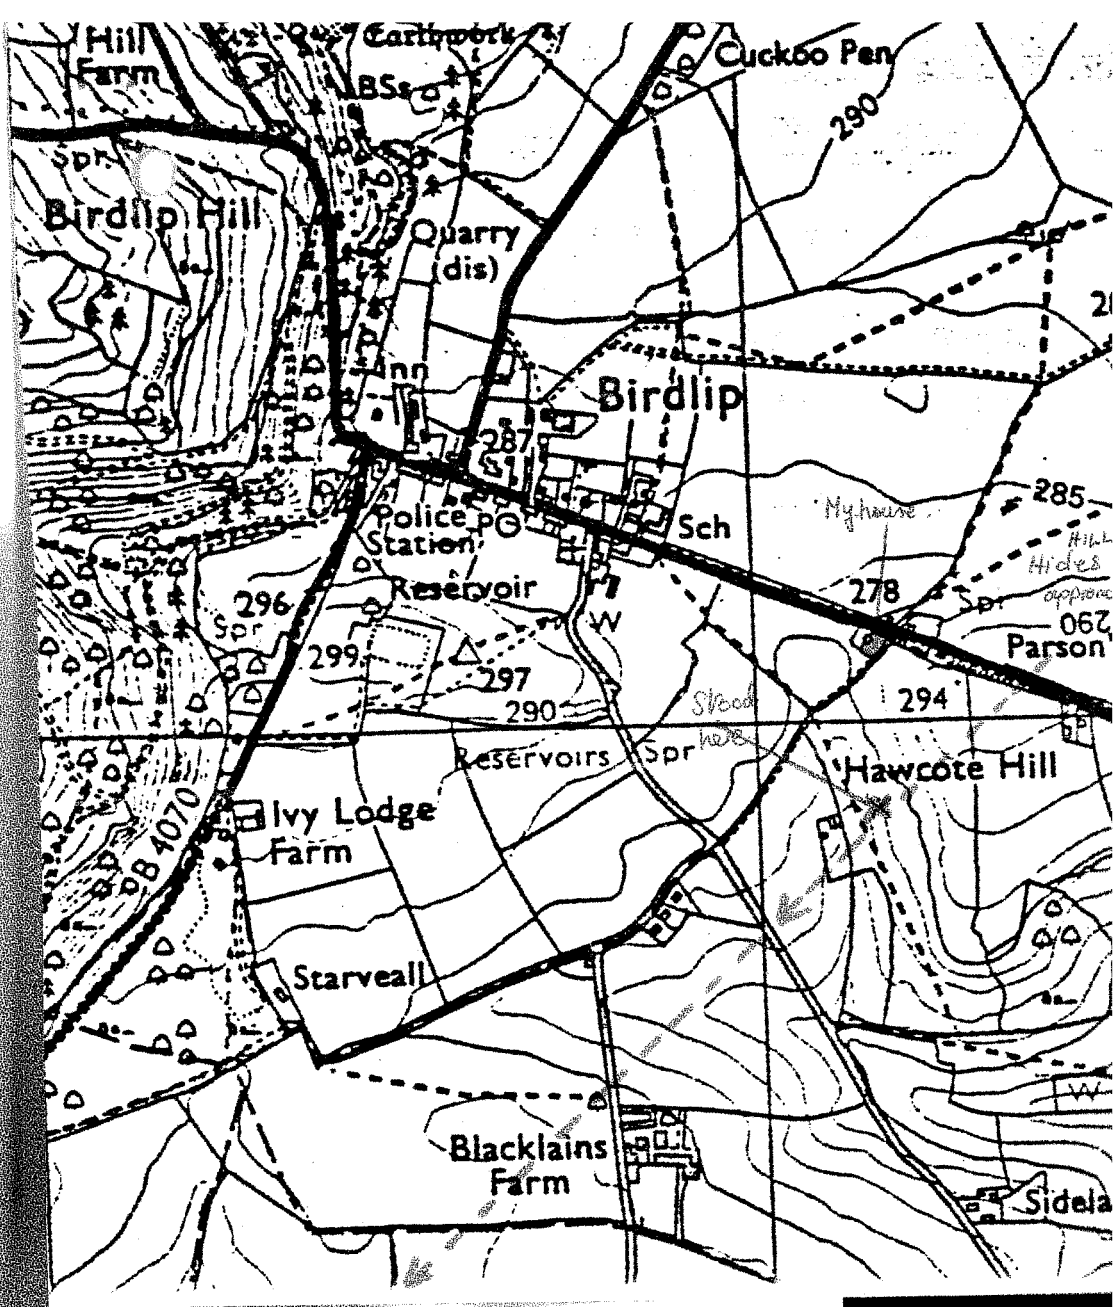 Hill
Farm
Earthwork
BSs
Cuckoo Pen
290
Spr
Birdlip Hill
Quarry
(dis)
Inn
Birdlip
287
285
Police
Station
PO
Sch
My house
HILL
Hides
278
Spr
290
Reservoir
296
Spr
W
Parson
299
297
290
Stood
here
294
Reservoirs
Spr
Hawcote Hill
B 4070
Ivy Lodge
Farm
Starveall
W
Blacklains
Farm
Sidela